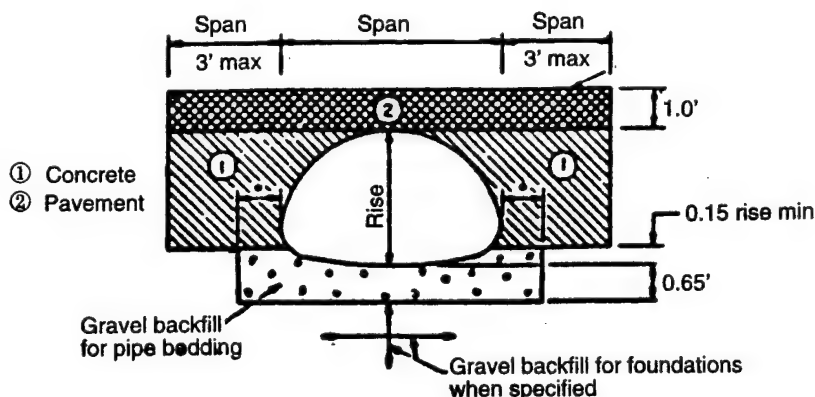 Span Span Span
3' max 3' max
② 1.0'
① Concrete ① ①
② Pavement
Rise
0.15 rise min
0.65'
Gravel backfill
for pipe bedding
Gravel backfill for foundations
when specified